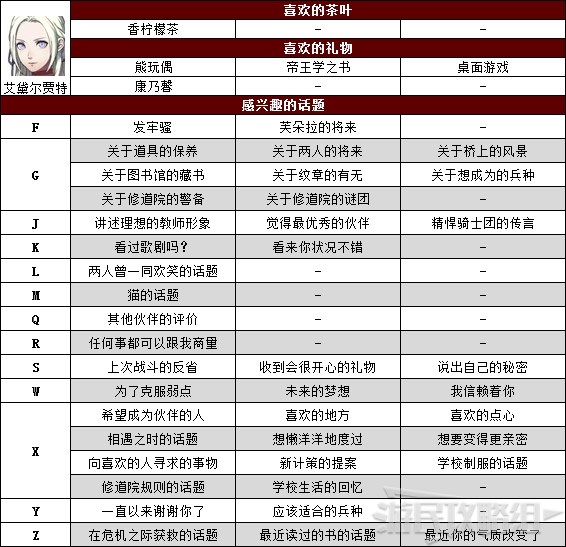 喜欢的茶叶
香柠檬茶 – –
喜欢的礼物
熊玩偶 帝王学之书 桌面游戏
艾黛尔贾特 康乃馨 – –
感兴趣的话题
F 发牢骚 芙朵拉的将来 –
关于道具的保养 关于两人的将来 关于桥上的风景
G 关于图书馆的藏书 关于纹章的有无 关于想成为的兵种
关于修道院的警备 关于修道院的谜团 –
J 讲述理想的教师形象 觉得最优秀的伙伴 精悍骑士团的传言
K 看过歌剧吗？ 看来你状况不错 –
L 两人曾一同欢笑的话题 – –
M 猫的话题 – –
Q 其他伙伴的评价 – –
R 任何事都可以跟我商量 – –
S 上次战斗的反省 收到会很开心的礼物 说出自己的秘密
W 为了克服弱点 未来的梦想 我信赖着你
希望成为伙伴的人 喜欢的地方 喜欢的点心
相遇之时的话题 想懒洋洋地度过 想要变得更亲密
X 向喜欢的人寻求的事物 新计策的提案 学校制服的话题
修道院规则的话题 学校生活的回忆 –
Y 一直以来谢谢你了 应该适合的兵种 –
Z 在危机之际获救的话题 最近读过的书的话题 最近你的气质改变了
游民攻略组